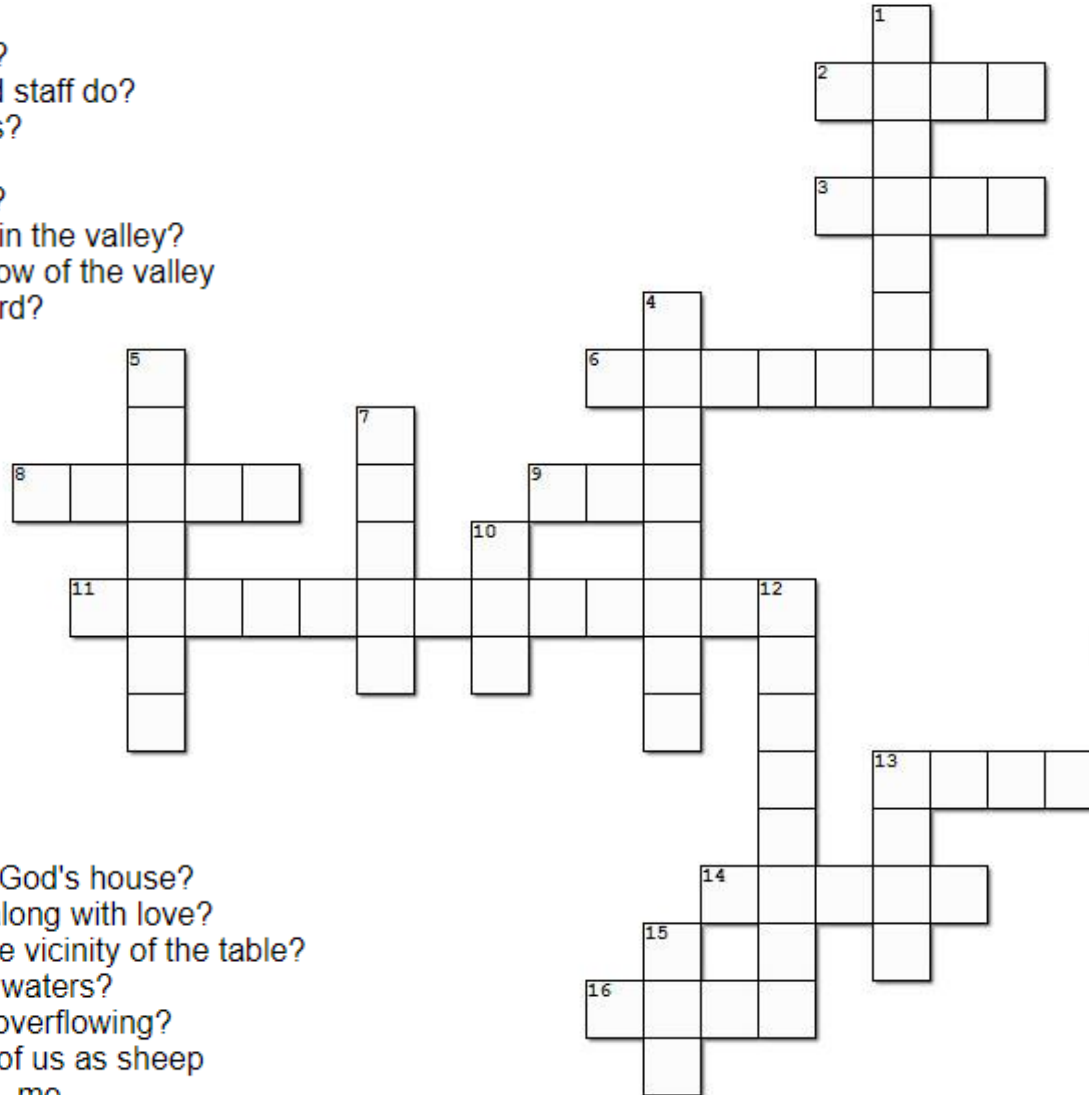 ?
staff do?
s?
?
in the valley?
ow of the valley
rd?
God's house?
along with love?
e vicinity of the table?
waters?
overflowing?
of us as sheep
me
1
2
3
4
5
6
7
8
9
10
11
12
13
14
15
16